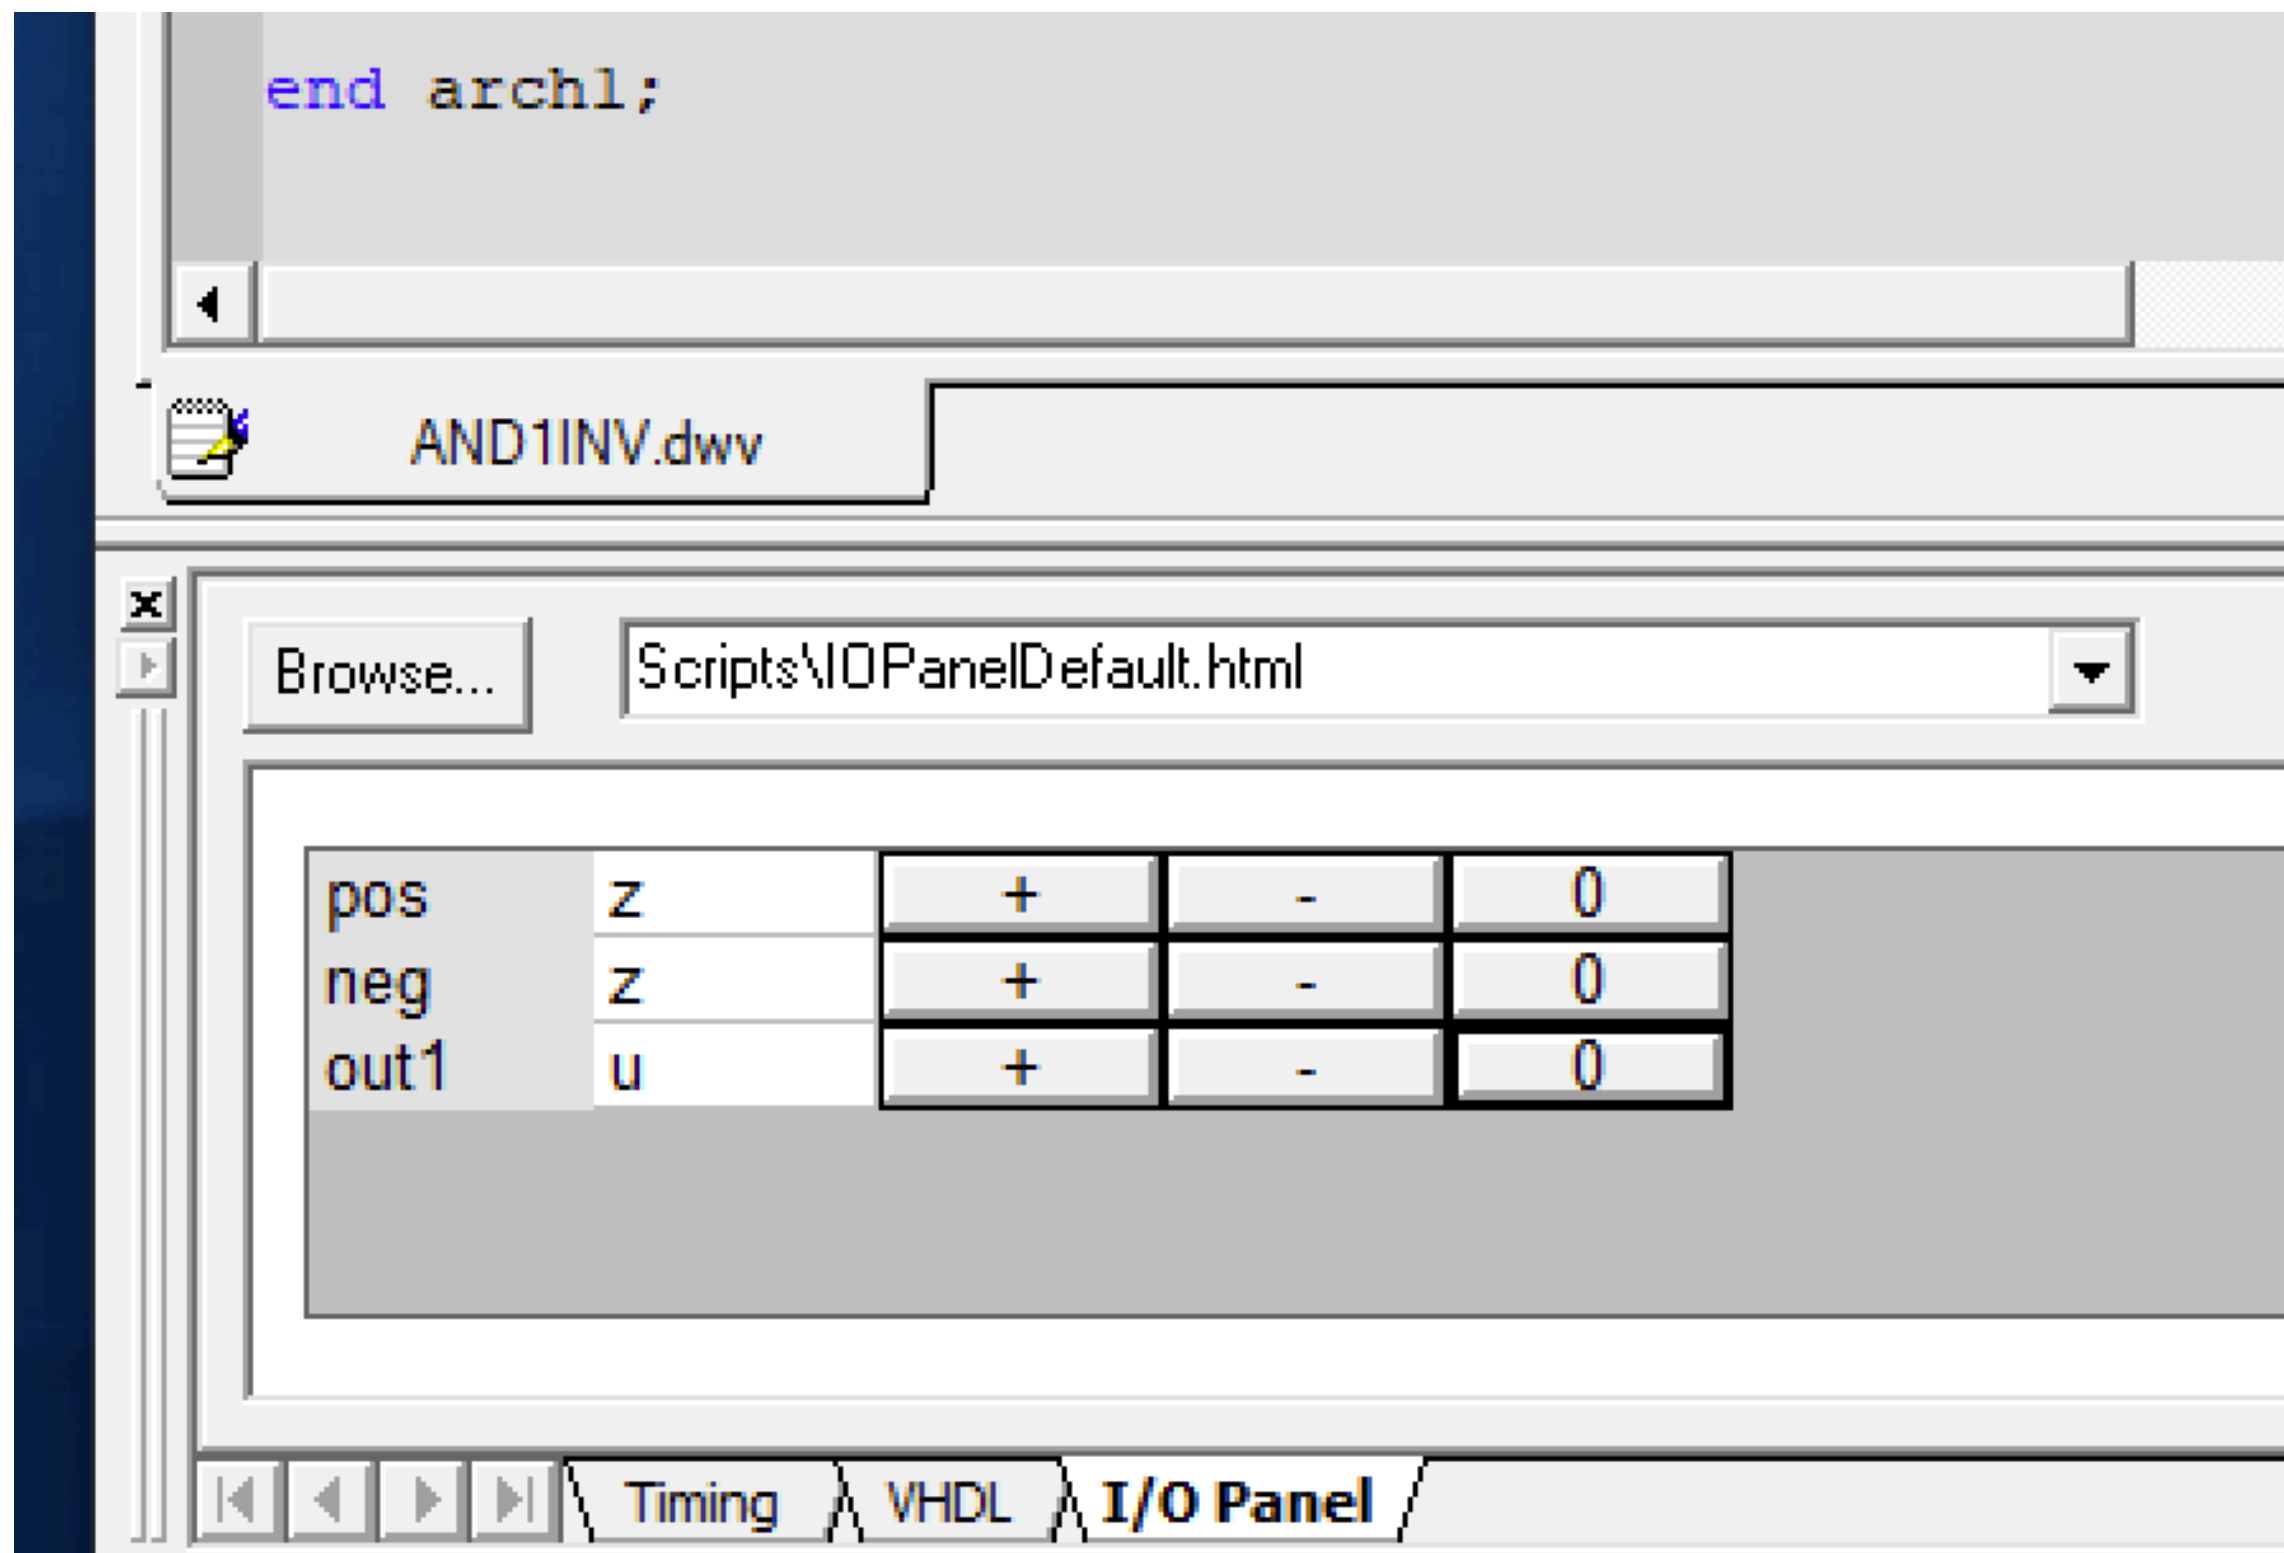 end arch1;
AND1INV.dwv
Browse... Scripts\IOPanelDefault.html
pos z + - 0
neg z + - 0
out1 u + - 0
Timing VHDL I/O Panel